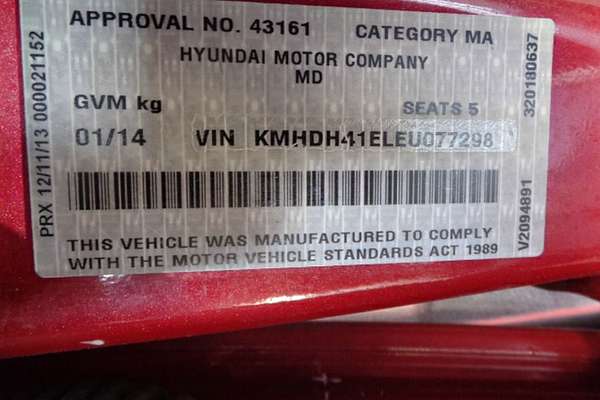 APPROVAL NO. 43161 CATEGORY MA
HYUNDAI MOTOR COMPANY
MD
GVM kg SEATS 5
01/14 VIN KMHDH41ELEU077298
THIS VEHICLE WAS MANUFACTURED TO COMPLY
WITH THE MOTOR VEHICLE STANDARDS ACT 1989
PRX 12/11/13 000021152
320180637
V2094891